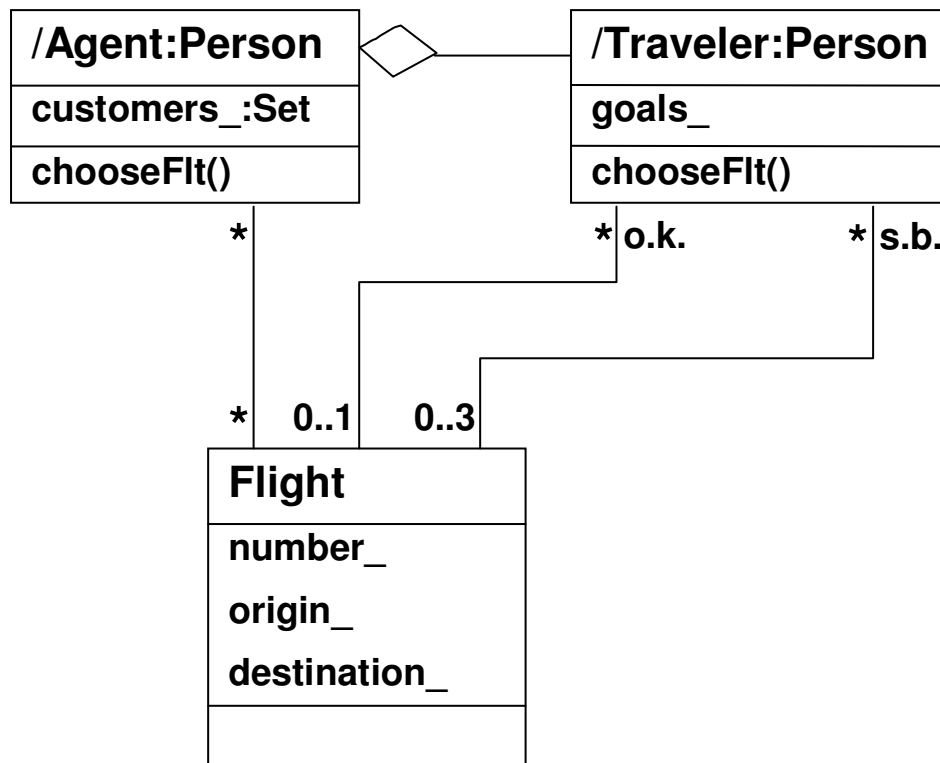 /Agent:Person
customers_:Set
chooseFlt()
/Traveler:Person
goals_
chooseFlt()
* * o.k. * s.b.
* 0..1 0..3
Flight
number_
origin_
destination_